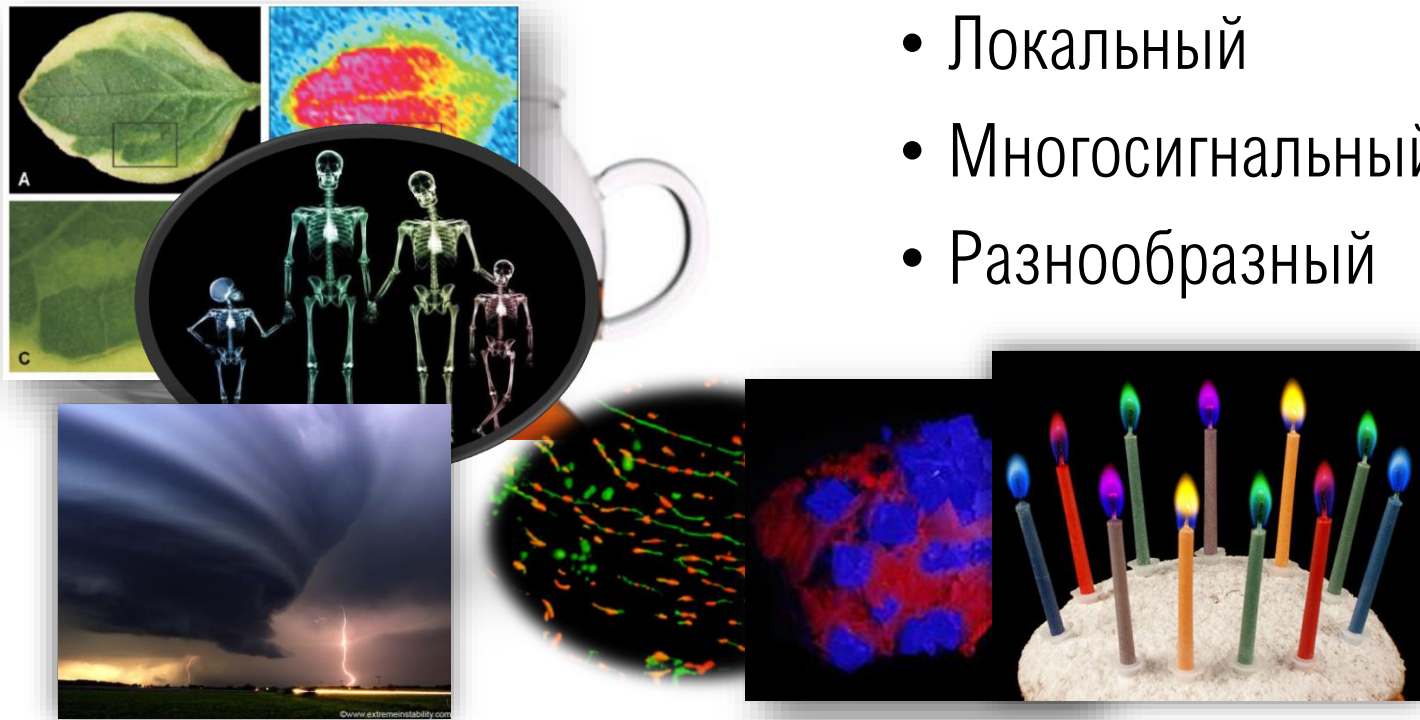 • Локальный
• Многосигнальный
• Разнообразный
A
C
©www.extremeinstability.com